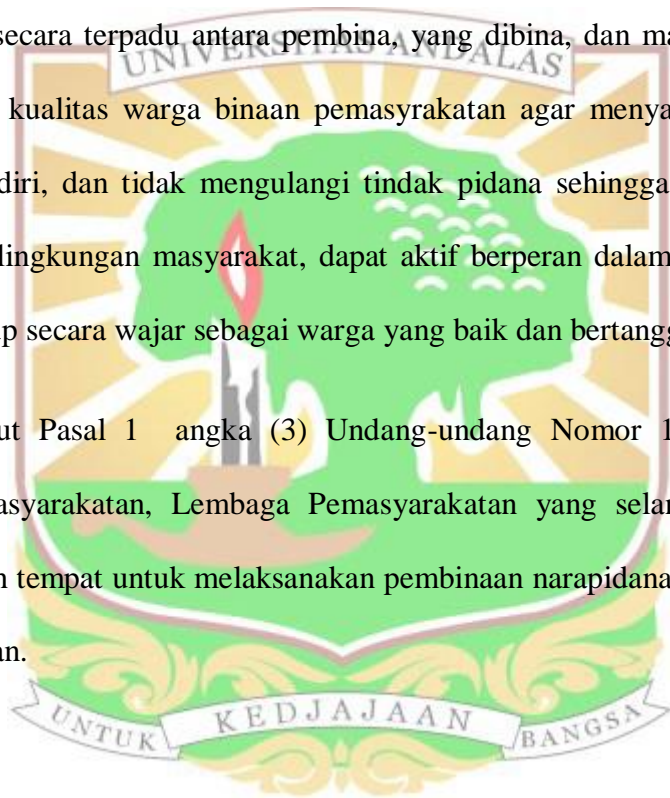 secara terpadu antara pembina, yang dibina, dan ma
UNIVERSITAS ANDALAS
kualitas warga binaan pemasyrakatan agar menya
diri, dan tidak mengulangi tindak pidana sehingga
lingkungan masyarakat, dapat aktif berperan dalam
p secara wajar sebagai warga yang baik dan bertangg
ut Pasal 1 angka (3) Undang-undang Nomor 1
asyarakatan, Lembaga Pemasyarakatan yang selan
n tempat untuk melaksanakan pembinaan narapidana
an.
UNTUK KEDJAJAAN BANGSA